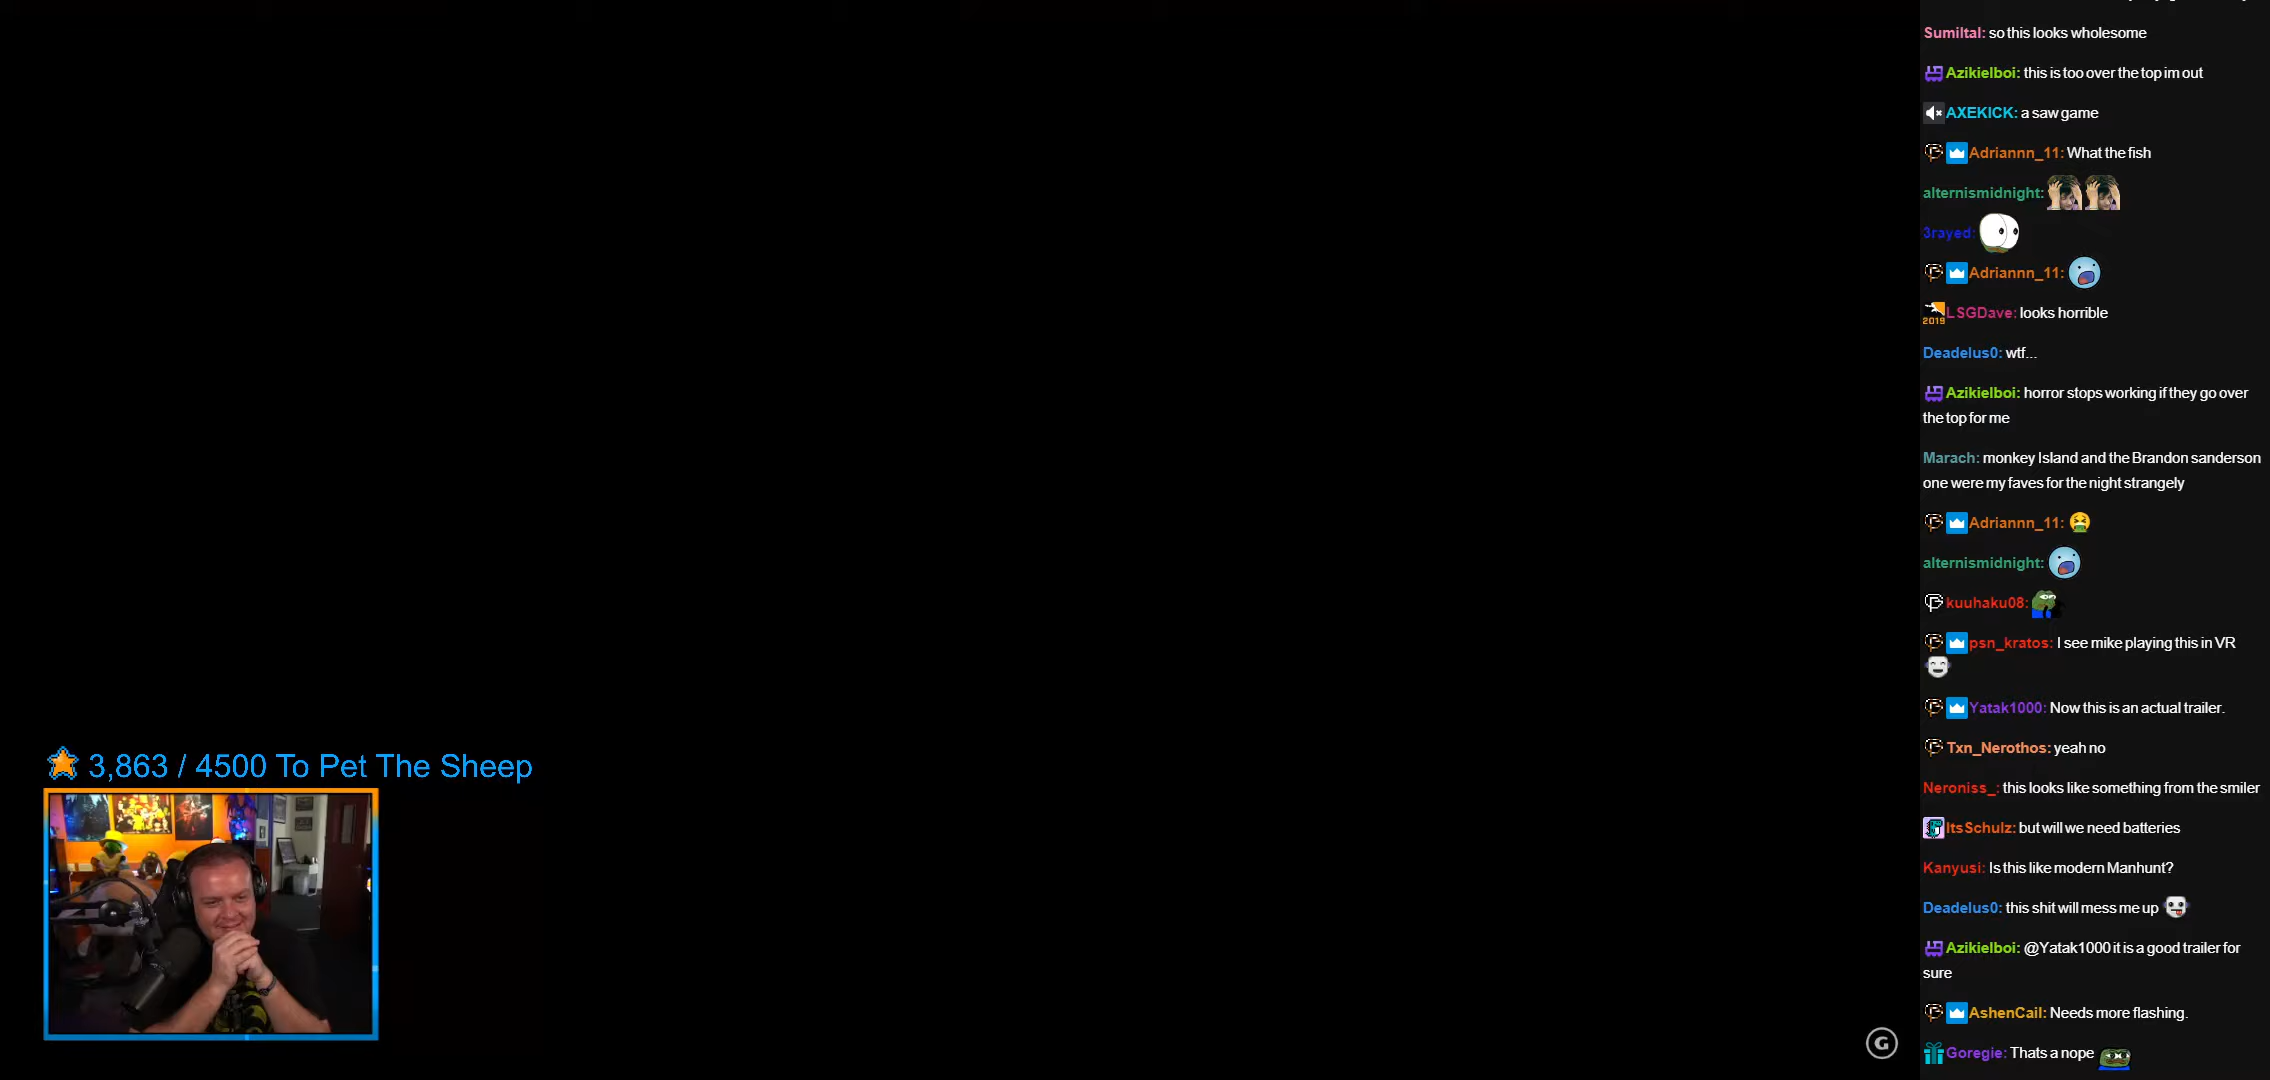 3,863 / 4500 To Pet The Sheep
G
Sumiltal: so this looks wholesome
Azikielboi: this is too over the top im out
AXEKICK: a saw game
Adriannn_11: What the fish
alternismidnight:
3rayed:
Adriannn_11:
2019 LSGDave: looks horrible
Deadelus0: wtf...
Azikielboi: horror stops working if they go over
the top for me
Marach: monkey Island and the Brandon sanderson
one were my faves for the night strangely
Adriannn_11:
alternismidnight:
kuuhaku08:
psn_kratos: I see mike playing this in VR
Yatak1000: Now this is an actual trailer.
Txn_Nerothos: yeah no
Neroniss_: this looks like something from the smiler
ItsSchulz: but will we need batteries
Kanyusi: Is this like modern Manhunt?
Deadelus0: this shit will mess me up
Azikielboi: @Yatak1000 it is a good trailer for
sure
AshenCail: Needs more flashing.
Goregie: Thats a nope